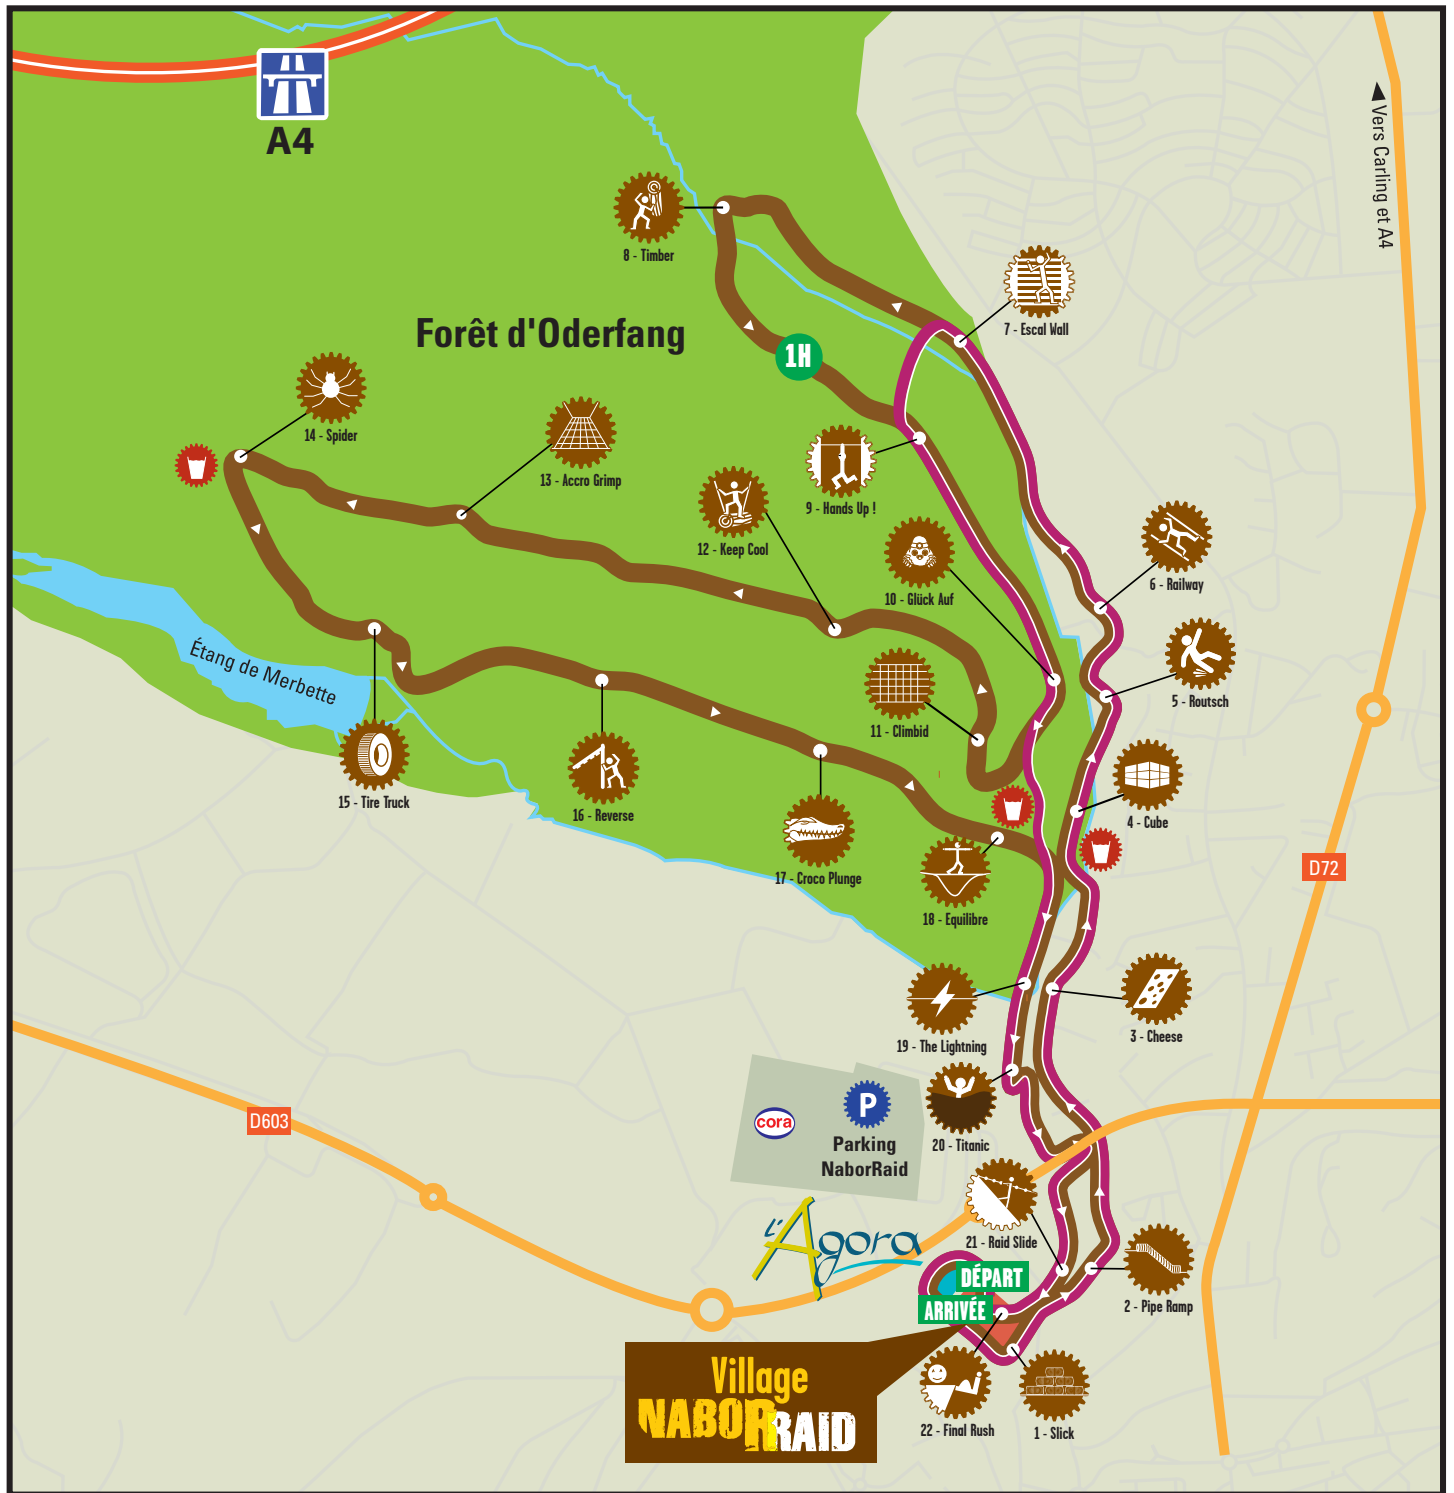 A4
Vers Carling et A4
8 - Timber
7 - Escal Wall
Forêt d'Oderfang
1H
14 - Spider
13 - Accro Grimp
9 - Hands Up !
12 - Keep Cool
10 - Glück Auf
6 - Railway
5 - Routsch
Étang de Merbette
11 - Climbid
15 - Tire Truck
16 - Reverse
4 - Cube
17 - Croco Plunge
D72
18 - Equilibre
19 - The Lightning
3 - Cheese
D603
cora
P
Parking
NaborRaid
20 - Titanic
l'Agora
21 - Raid Slide
DÉPART
ARRIVÉE
2 - Pipe Ramp
Village
NABORRAID
22 - Final Rush
1 - Slick